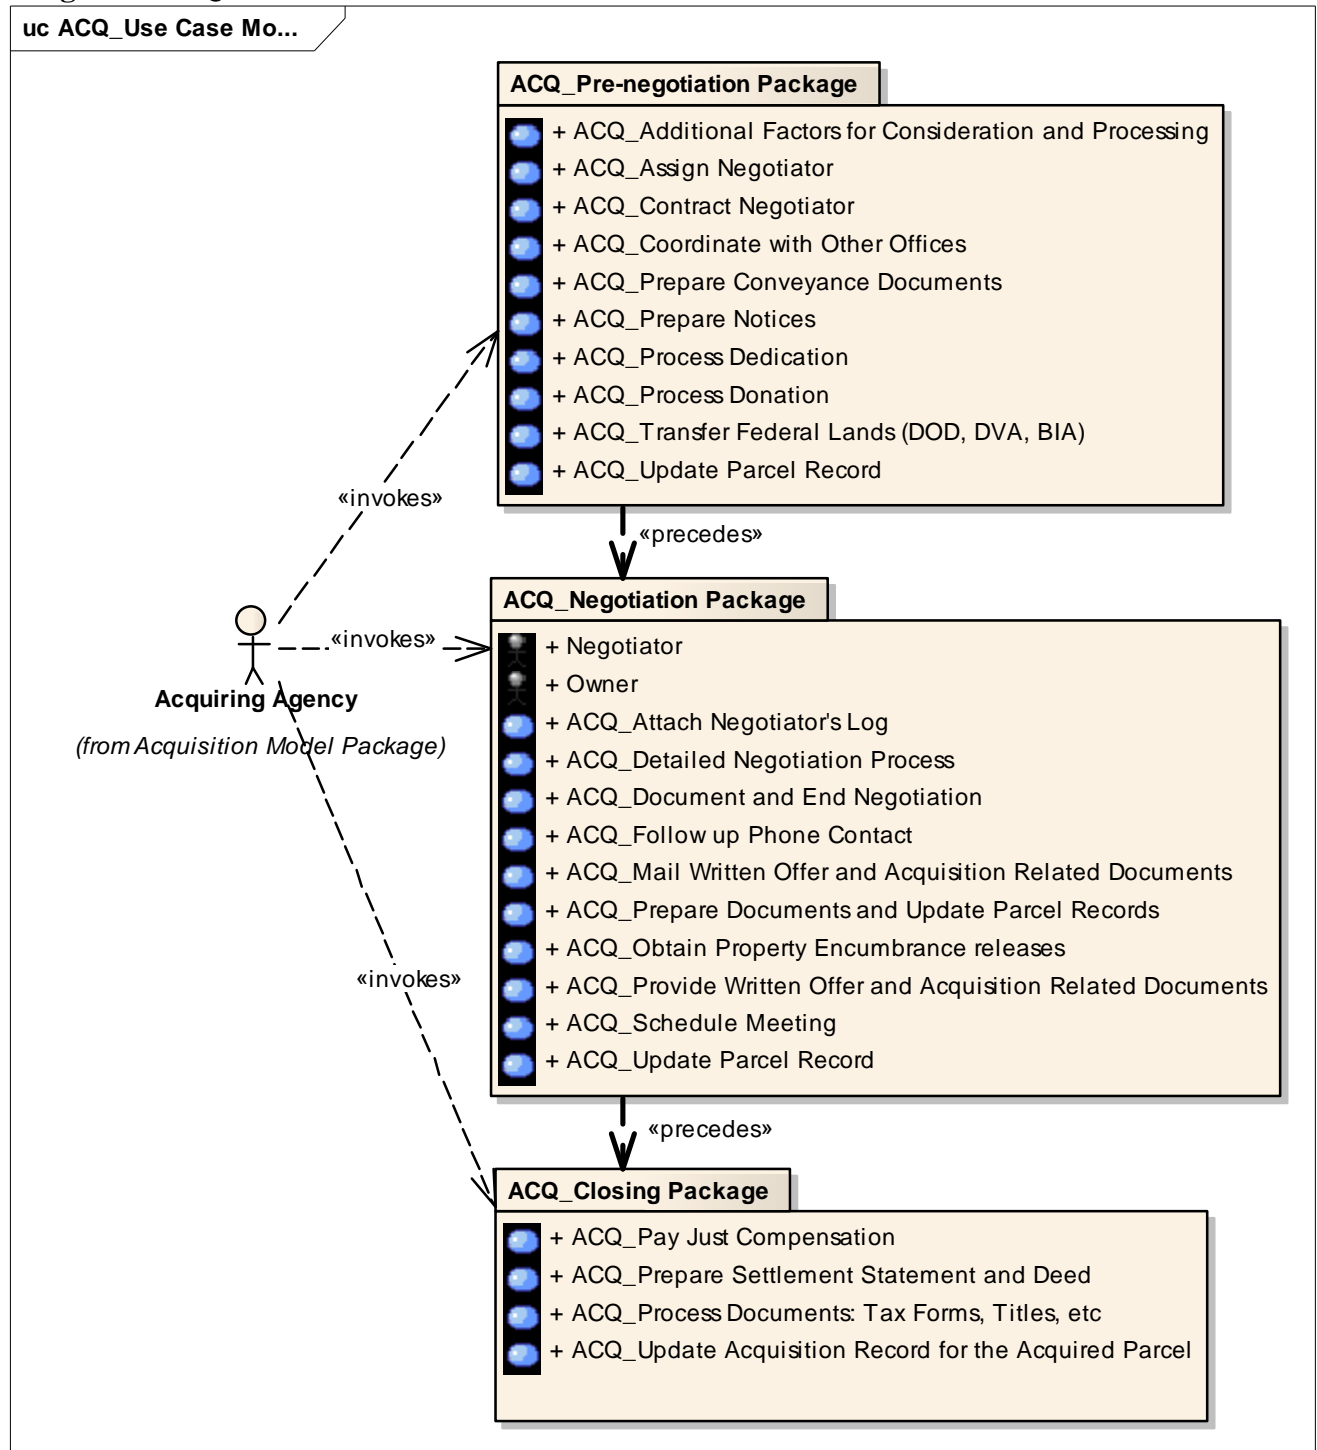 uc ACQ_Use Case Mo...
ACQ_Pre-negotiation Package
+ ACQ_Additional Factors for Consideration and Processing
+ ACQ_Assign Negotiator
+ ACQ_Contract Negotiator
+ ACQ_Coordinate with Other Offices
+ ACQ_Prepare Conveyance Documents
+ ACQ_Prepare Notices
+ ACQ_Process Dedication
+ ACQ_Process Donation
+ ACQ_Transfer Federal Lands (DOD, DVA, BIA)
+ ACQ_Update Parcel Record
«invokes»
«precedes»
ACQ_Negotiation Package
+ Negotiator
+ Owner
+ ACQ_Attach Negotiator's Log
+ ACQ_Detailed Negotiation Process
+ ACQ_Document and End Negotiation
+ ACQ_Follow up Phone Contact
+ ACQ_Mail Written Offer and Acquisition Related Documents
+ ACQ_Prepare Documents and Update Parcel Records
+ ACQ_Obtain Property Encumbrance releases
+ ACQ_Provide Written Offer and Acquisition Related Documents
+ ACQ_Schedule Meeting
+ ACQ_Update Parcel Record
«invokes»
Acquiring Agency
(from Acquisition Model Package)
«invokes»
«precedes»
ACQ_Closing Package
+ ACQ_Pay Just Compensation
+ ACQ_Prepare Settlement Statement and Deed
+ ACQ_Process Documents: Tax Forms, Titles, etc
+ ACQ_Update Acquisition Record for the Acquired Parcel